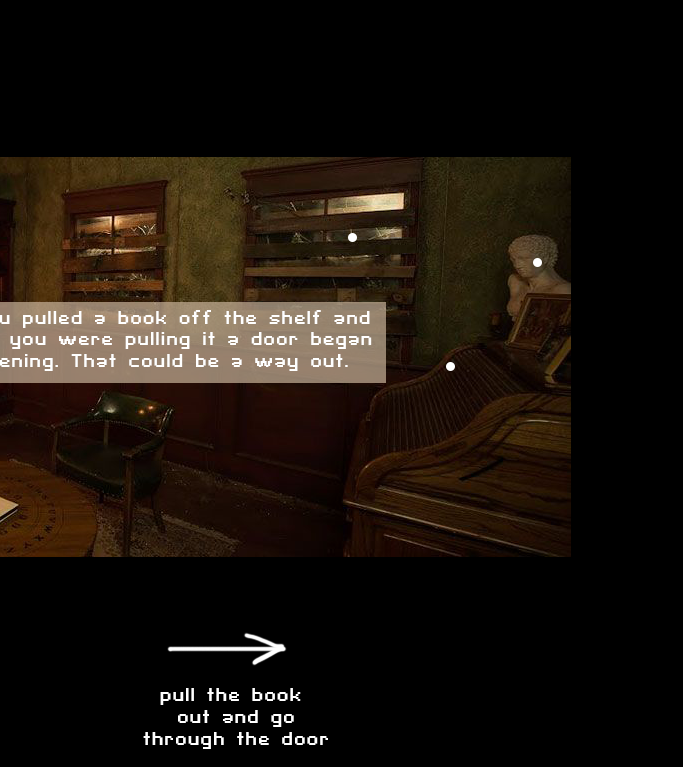 u pulled a book off the shelf and
you were pulling it a door began
ening. That could be a way out.
pull the book
out and go
through the door